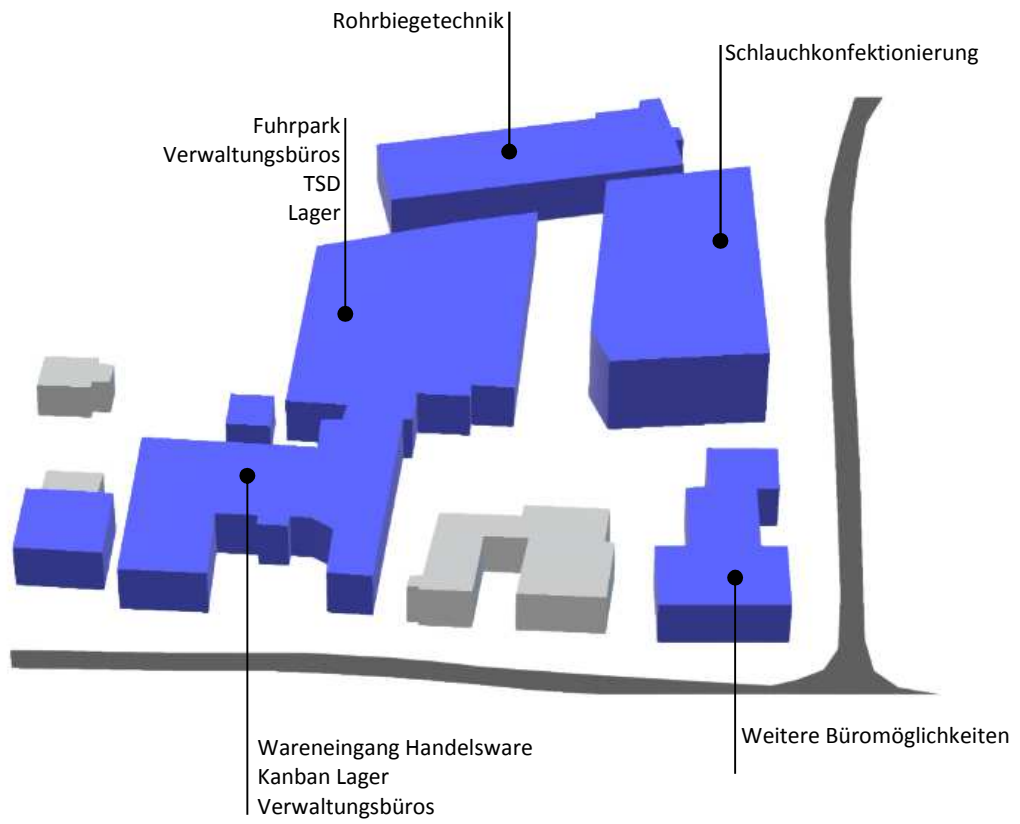 Rohrbiegetechnik
Schlauchkonfektionierung
Fuhrpark
Verwaltungsbüros
TSD
Lager
Wareneingang Handelsware
Kanban Lager
Verwaltungsbüros
Weitere Büromöglichkeiten